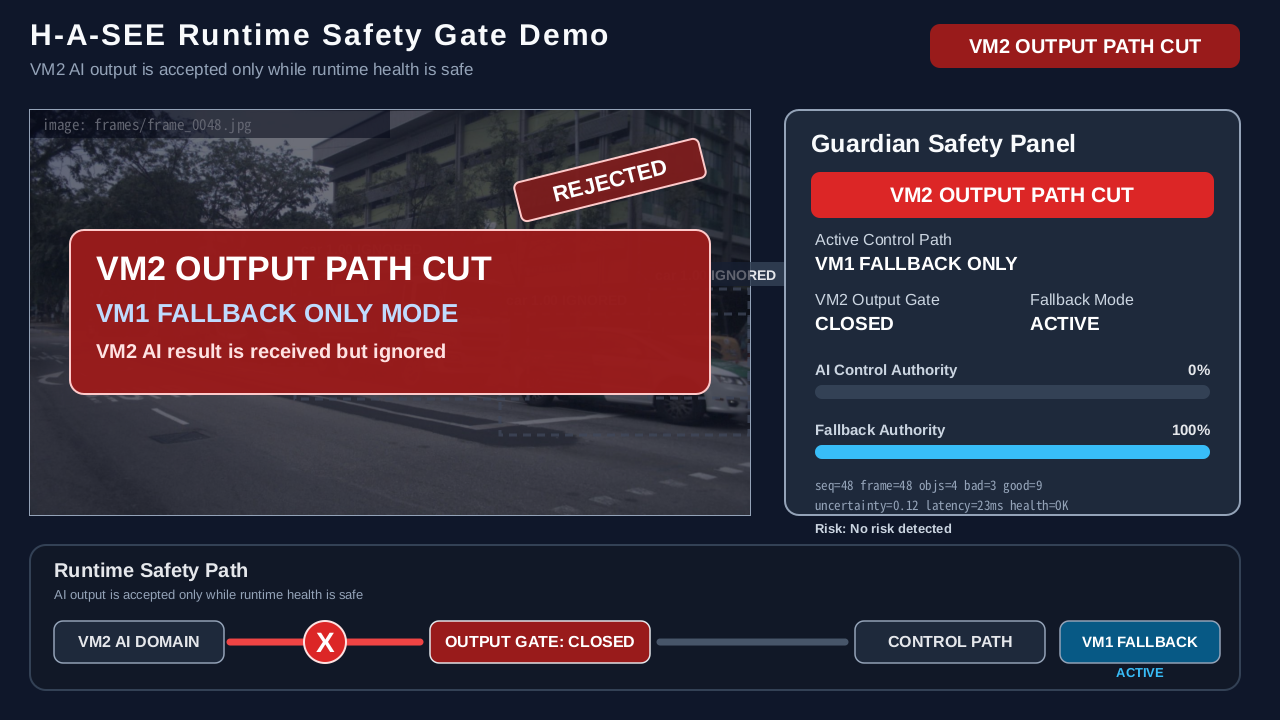 H-A-SEE Runtime Safety Gate Demo
VM2 AI output is accepted only while runtime health is safe
VM2 OUTPUT PATH CUT
image: frames/frame_0048.jpg
REJECTED
VM2 OUTPUT PATH CUT
VM1 FALLBACK ONLY MODE
VM2 AI result is received but ignored
IGNORED
Guardian Safety Panel
VM2 OUTPUT PATH CUT
Active Control Path
VM1 FALLBACK ONLY
VM2 Output Gate
CLOSED
Fallback Mode
ACTIVE
AI Control Authority 0%
Fallback Authority 100%
seq=48 frame=48 objs=4 bad=3 good=9
uncertainty=0.12 latency=23ms health=OK
Risk: No risk detected
Runtime Safety Path
AI output is accepted only while runtime health is safe
VM2 AI DOMAIN
X
OUTPUT GATE: CLOSED
CONTROL PATH
VM1 FALLBACK
ACTIVE